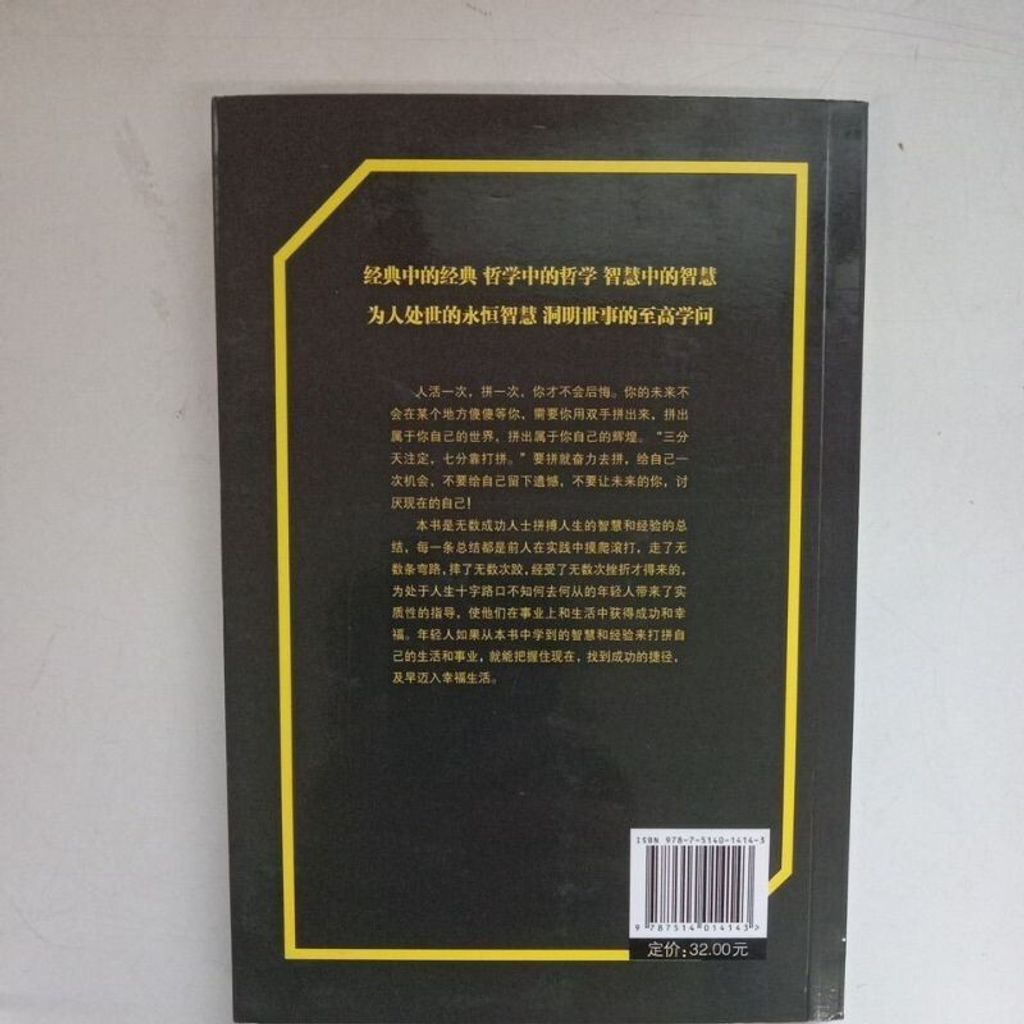 经典中的经典 哲学中的哲学 智慧中的智慧
为人处世的永恒智慧 洞明世事的至高学问
人活一次，拼一次，你才不会后悔。你的未来不
会在某个地方傻傻等你，需要你用双手拼出来，拼出
属于你自己的世界，拼出属于你自己的辉煌。“三分
天注定，七分靠打拼。”要拼就奋力去拼，给自己一
次机会，不要给自己留下遗憾，不要让未来的你，讨
厌现在的自己！
本书是无数成功人士拼搏人生的智慧和经验的总
结，每一条总结都是前人在实践中摸爬滚打，走了无
数条弯路，摔了无数次跤，经受了无数次挫折才得来的，
为处于人生十字路口不知何去何从的年轻人带来了实
质性的指导，使他们在事业上和生活中获得成功和幸
福。年轻人如果从本书中学到的智慧和经验来打拼自
己的生活和事业，就能把握住现在，找到成功的捷径，
及早迈入幸福生活。
ISBN 978-7-5140-1414-3
9 787514 014143 >
定价：32.00元